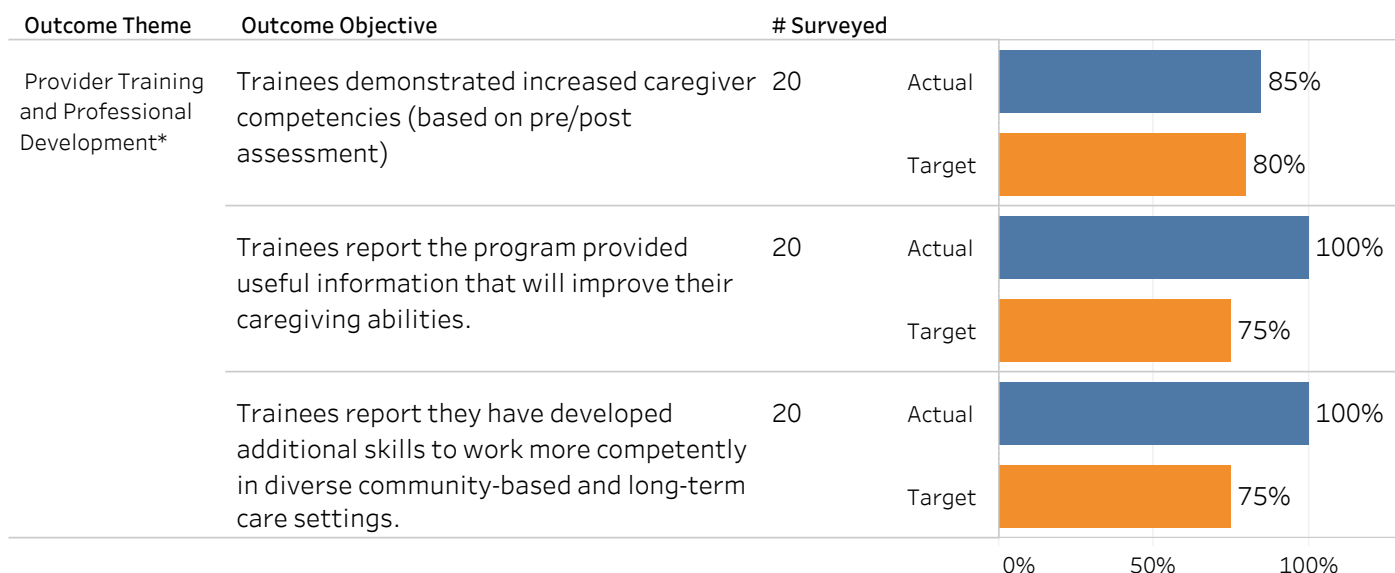 Outcome Theme Outcome Objective # Surveyed
Provider Training
and Professional
Development*
Trainees demonstrated increased caregiver
competencies (based on pre/post
assessment)
20
Actual 85%
Target 80%
Trainees report the program provided
useful information that will improve their
caregiving abilities.
20
Actual 100%
Target 75%
Trainees report they have developed
additional skills to work more competently
in diverse community-based and long-term
care settings.
20
Actual 100%
Target 75%
0% 50% 100%